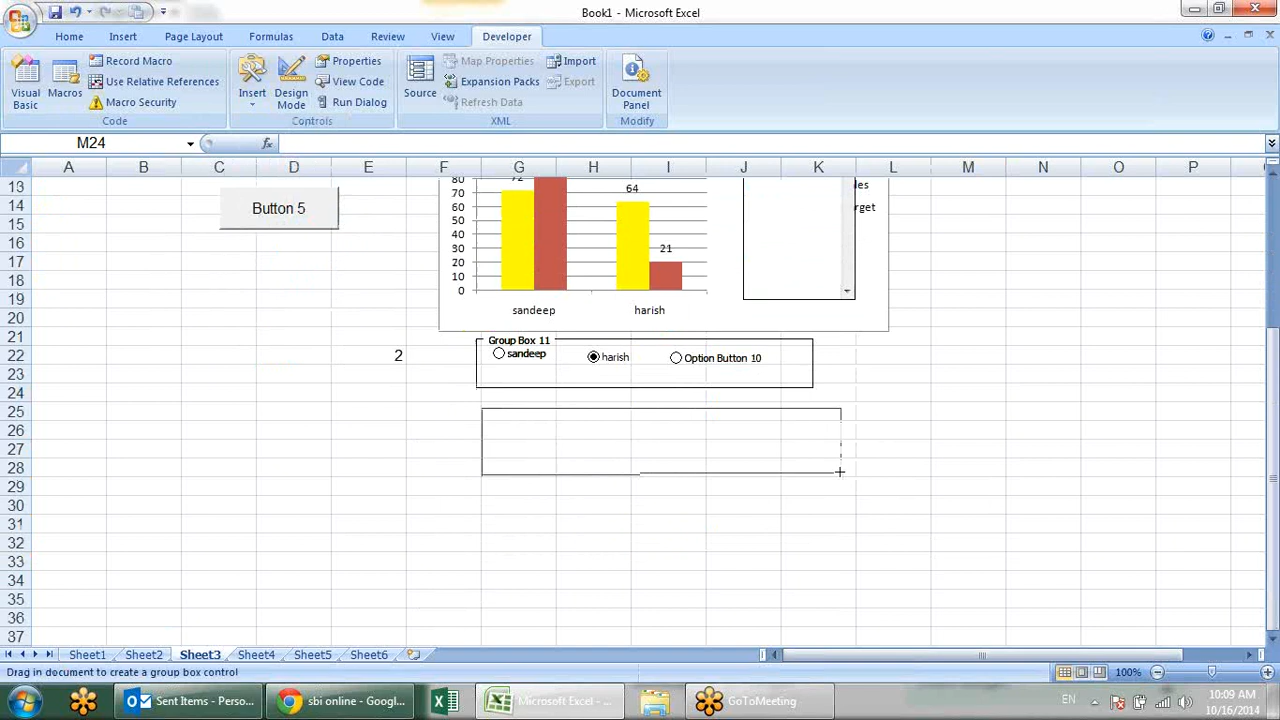 Book1 - Microsoft Excel
Home Insert Page Layout Formulas Data Review View Developer
Visual Basic
Macros
Record Macro
Use Relative References
Macro Security
Code
Insert
Design Mode
Properties
View Code
Run Dialog
Controls
Source
Map Properties
Expansion Packs
Refresh Data
Import
Export
XML
Document Panel
Modify
M24
fx
A B C D E F G H I J K L M N O P
13
14
15
16
17
18
19
20
21
22
23
24
25
26
27
28
29
30
31
32
33
34
35
36
37
Button 5
80
70
60
50
40
30
20
10
0
72
64
21
sandeep
harish
les
rget
2
Group Box 11
sandeep
harish
Option Button 10
Sheet1 Sheet2 Sheet3 Sheet4 Sheet5 Sheet6
Drag in document to create a group box control
100%
Sent Items - Perso...
sbi online - Googl...
Microsoft Excel - ...
GoToMeeting
EN
10:09 AM
10/16/2014